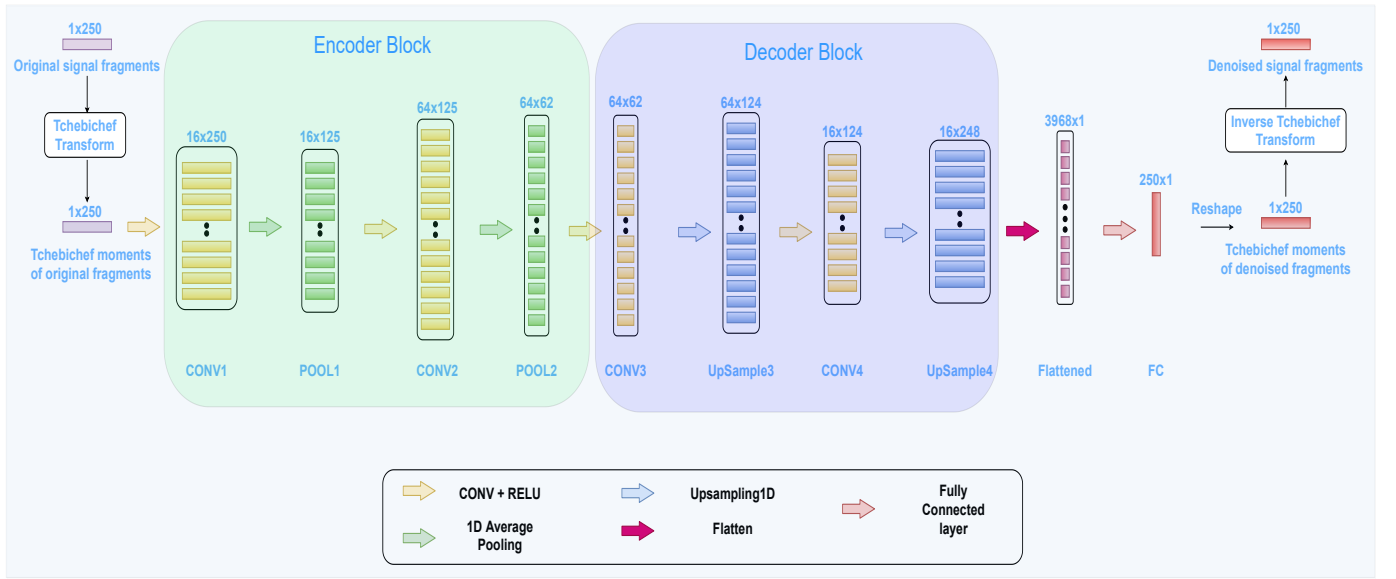 1x250
Original signal fragments
Tchebichef
Transform
1x250
Tchebichef moments
of original fragments
Encoder Block
16x250
16x125
64x125
64x62
CONV1
POOL1
CONV2
POOL2
Decoder Block
64x62
64x124
16x124
16x248
CONV3
UpSample3
CONV4
UpSample4
3968x1
Flattened
250x1
FC
Reshape
1x250
Denoised signal fragments
Inverse Tchebichef
Transform
1x250
Tchebichef moments
of denoised fragments
CONV + RELU
1D Average
Pooling
Upsampling1D
Flatten
Fully
Connected
layer